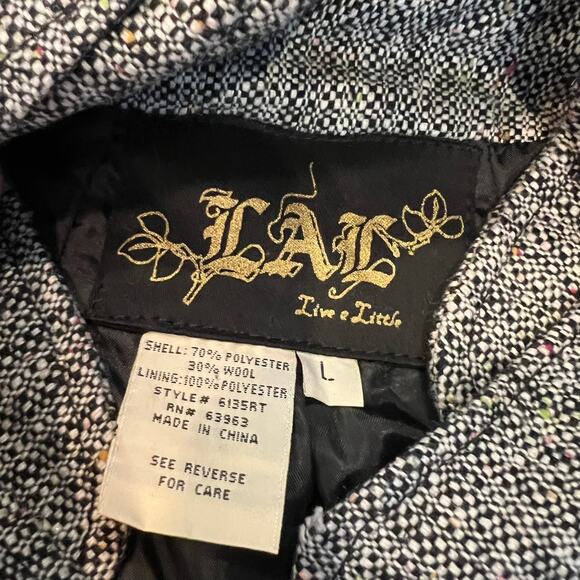 LAL
Live a Little
SHELL: 70% POLYESTER
30% WOOL
LINING:100% POLYESTER
STYLE# 6135RT
RN# 63963
MADE IN CHINA
SEE REVERSE
FOR CARE
L